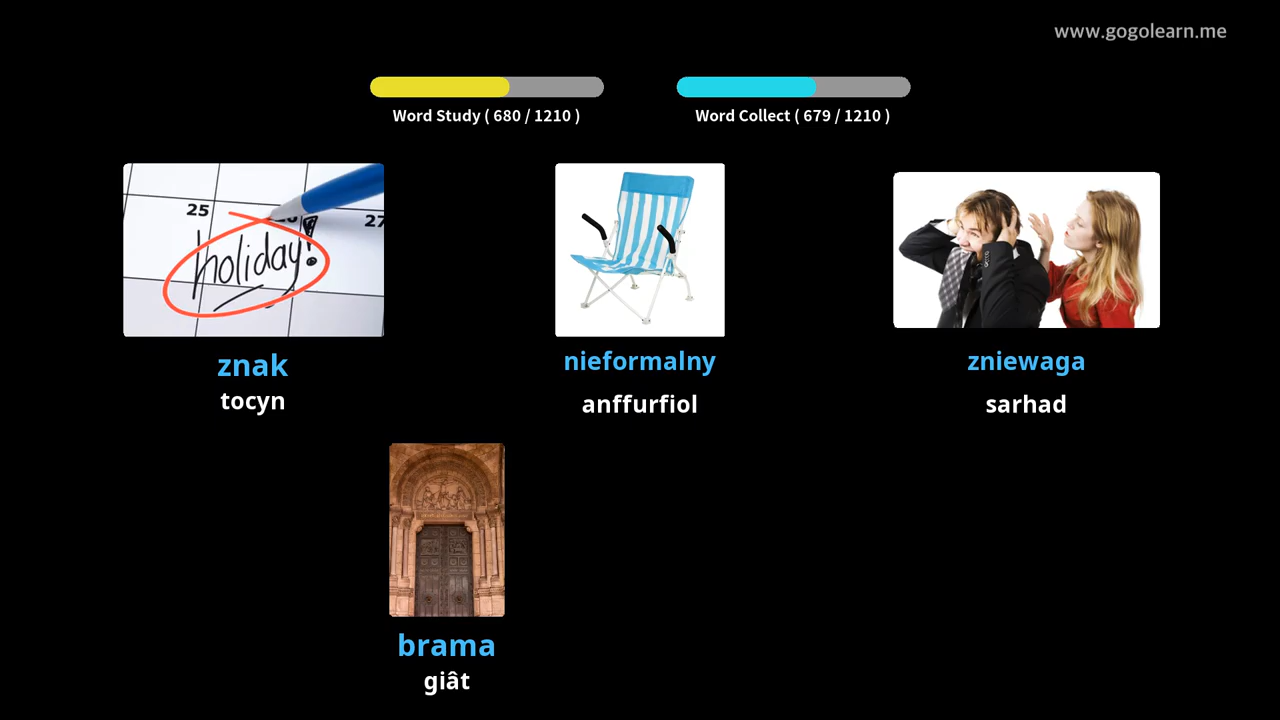 www.gogolearn.me
Word Study ( 680 / 1210 )
Word Collect ( 679 / 1210 )
25
27
holiday!
znak
tocyn
nieformalny
anffurfiol
zniewaga
sarhad
brama
giât